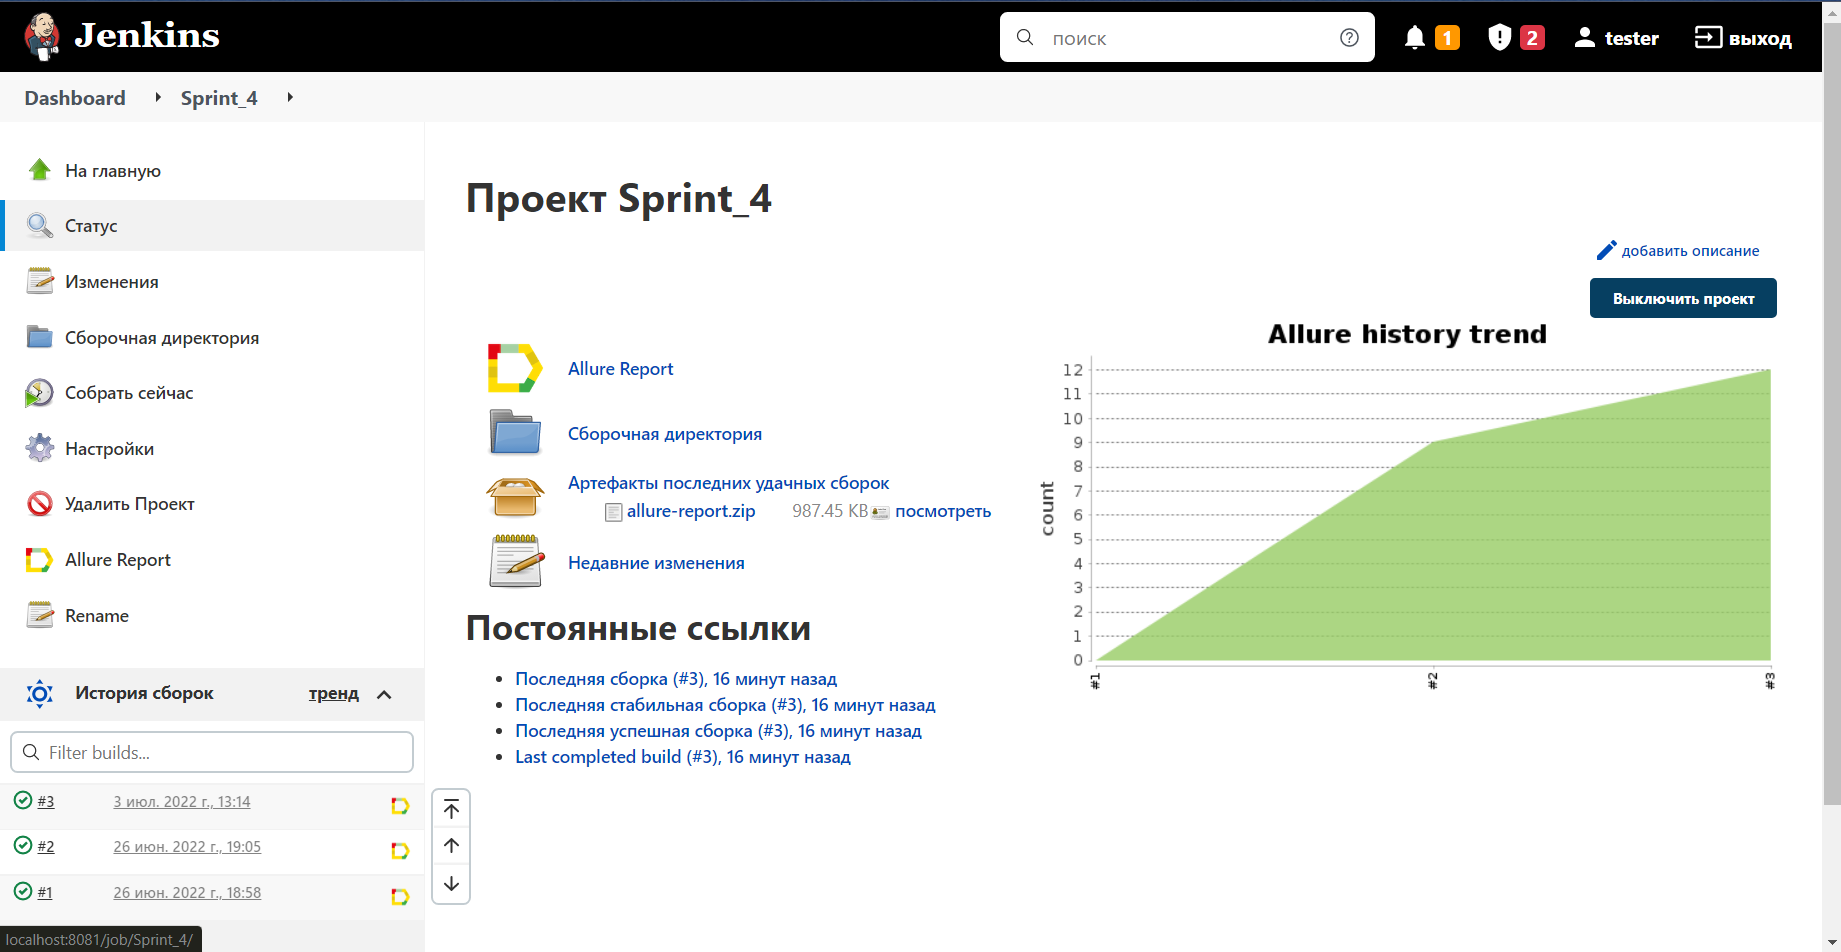 Jenkins
поиск
1
2
tester
выход
Dashboard
Sprint_4
На главную
Статус
Изменения
Сборочная директория
Собрать сейчас
Настройки
Удалить Проект
Allure Report
Rename
История сборок
тренд
Filter builds...
#3 3 июл. 2022 г., 13:14
#2 26 июн. 2022 г., 19:05
#1 26 июн. 2022 г., 18:58
localhost:8081/job/Sprint_4/
Проект Sprint_4
добавить описание
Выключить проект
Allure Report
Сборочная директория
Артефакты последних удачных сборок
allure-report.zip 987.45 KB посмотреть
Недавние изменения
Постоянные ссылки
Последняя сборка (#3), 16 минут назад
Последняя стабильная сборка (#3), 16 минут назад
Последняя успешная сборка (#3), 16 минут назад
Last completed build (#3), 16 минут назад
Allure history trend
count
12
11
10
9
8
7
6
5
4
3
2
1
0
#1
#2
#3